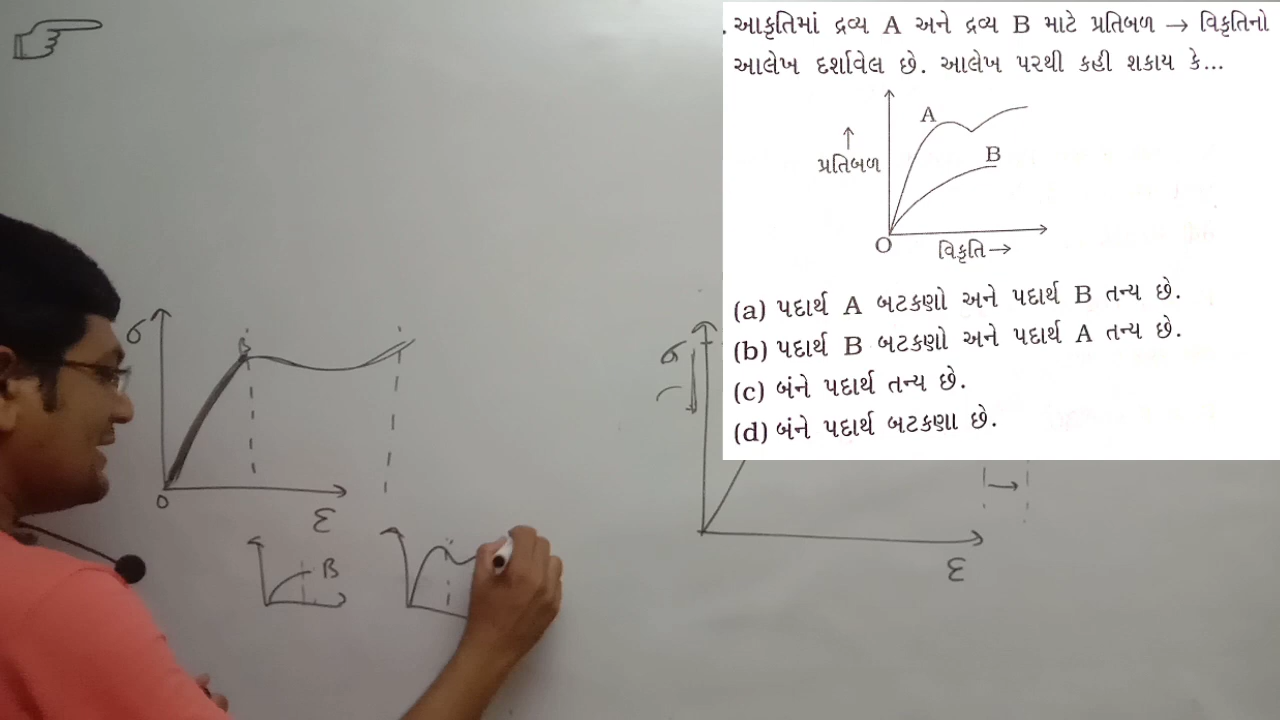 . આકૃતિમાં દ્રવ્ય A અને દ્રવ્ય B માટે પ્રતિબળ → વિકૃતિનો
આલેખ દર્શાવેલ છે. આલેખ પરથી કહી શકાય કે...
A
↑
B
પ્રતિબળ
O
વિકૃતિ→
(a) પદાર્થ A બટકણો અને પદાર્થ B તન્ય છે.
(b) પદાર્થ B બટકણો અને પદાર્થ A તન્ય છે.
(c) બંને પદાર્થ તન્ય છે.
(d) બંને પદાર્થ બટકણા છે.
σ
B
O
ε
B
σ
ε